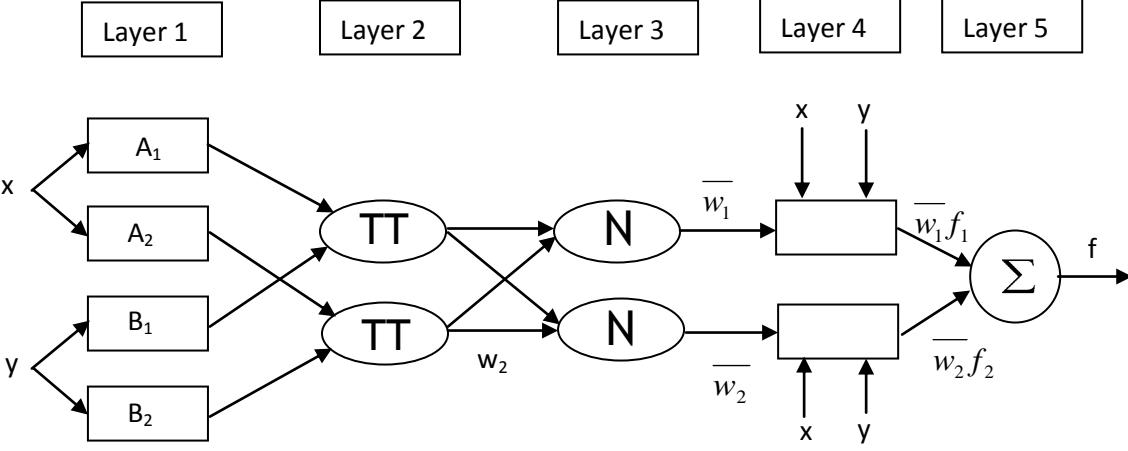 Layer 1 Layer 2 Layer 3 Layer 4 Layer 5
x y
A₁
x
A₂
TT N w̅₁ w̅₁f₁
f
Σ
B₁
TT N
y
w₂ w̅₂ w̅₂f₂
B₂
x y